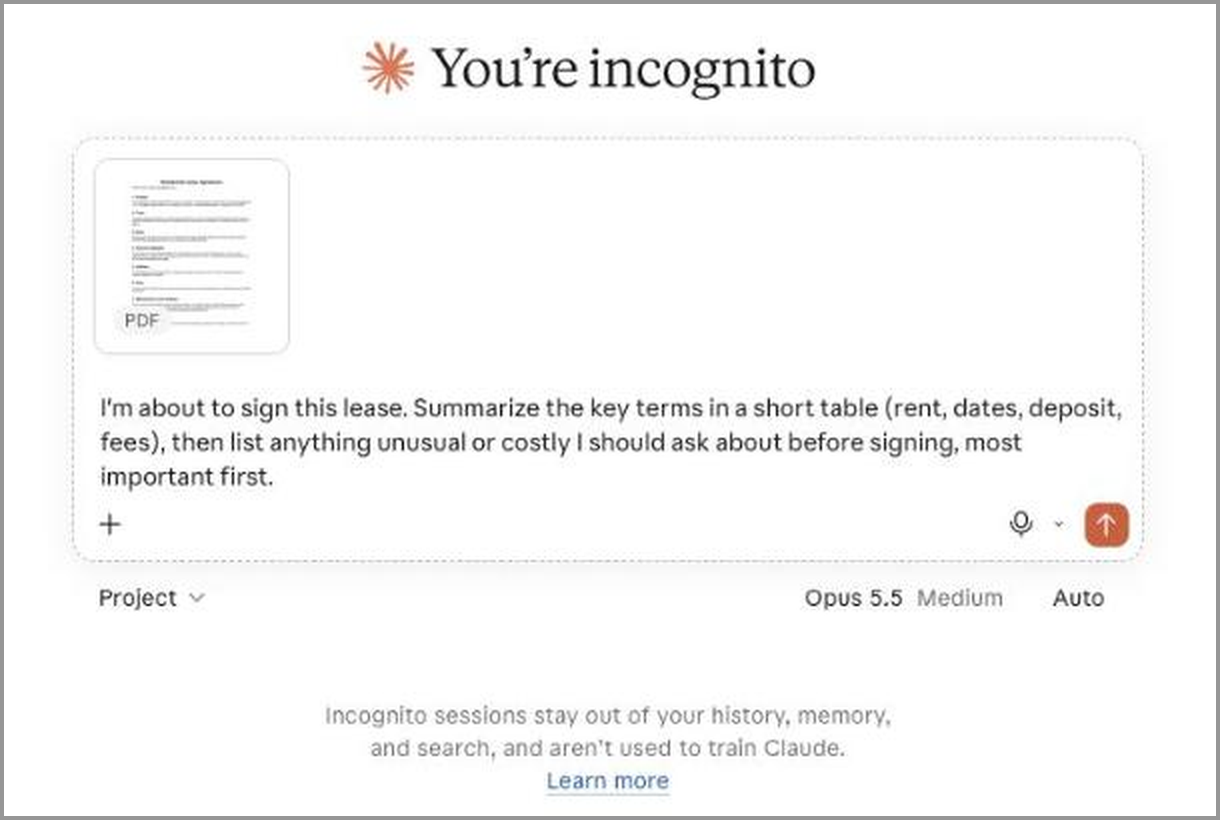 You're incognito
PDF
I'm about to sign this lease. Summarize the key terms in a short table (rent, dates, deposit,
fees), then list anything unusual or costly I should ask about before signing, most
important first.
Project
Opus 5.5 Medium Auto
Incognito sessions stay out of your history, memory,
and search, and aren't used to train Claude.
Learn more